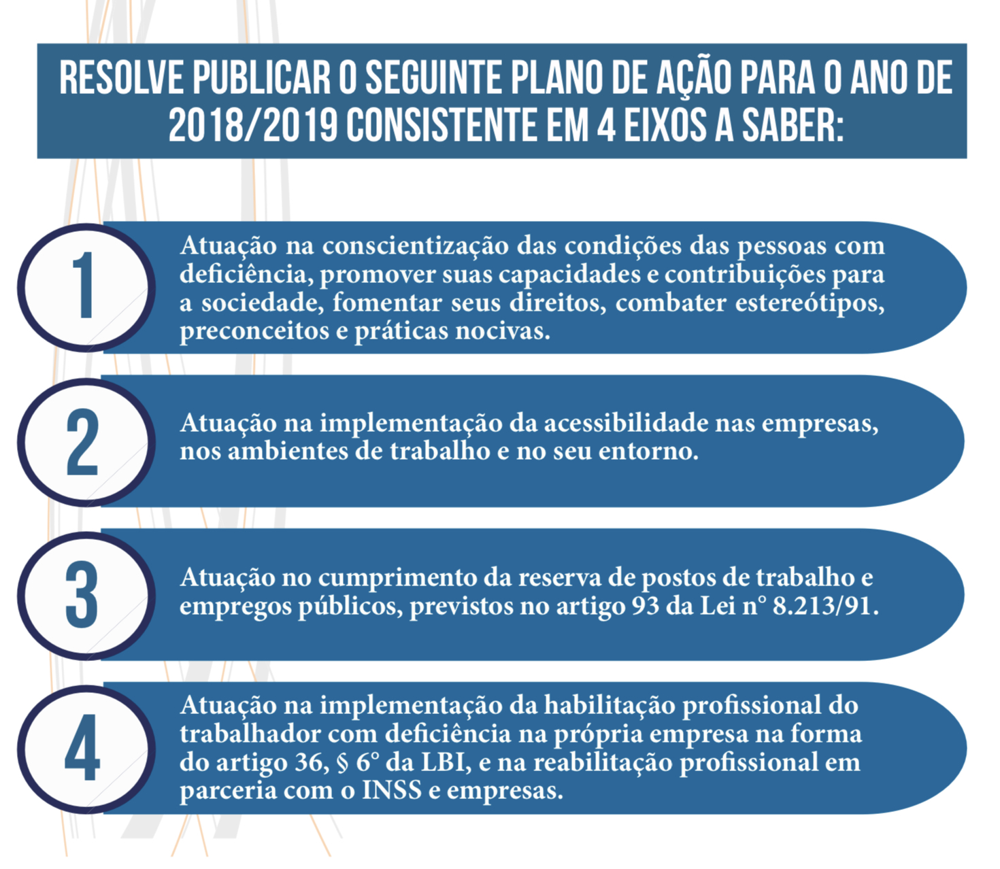 RESOLVE PUBLICAR O SEGUINTE PLANO DE AÇÃO PARA O ANO DE
2018/2019 CONSISTENTE EM 4 EIXOS A SABER:
1
Atuação na conscientização das condições das pessoas com
deficiência, promover suas capacidades e contribuições para
a sociedade, fomentar seus direitos, combater estereótipos,
preconceitos e práticas nocivas.
2
Atuação na implementação da acessibilidade nas empresas,
nos ambientes de trabalho e no seu entorno.
3
Atuação no cumprimento da reserva de postos de trabalho e
empregos públicos, previstos no artigo 93 da Lei n° 8.213/91.
4
Atuação na implementação da habilitação profissional do
trabalhador com deficiência na própria empresa na forma
do artigo 36, § 6° da LBI, e na reabilitação profissional em
parceria com o INSS e empresas.